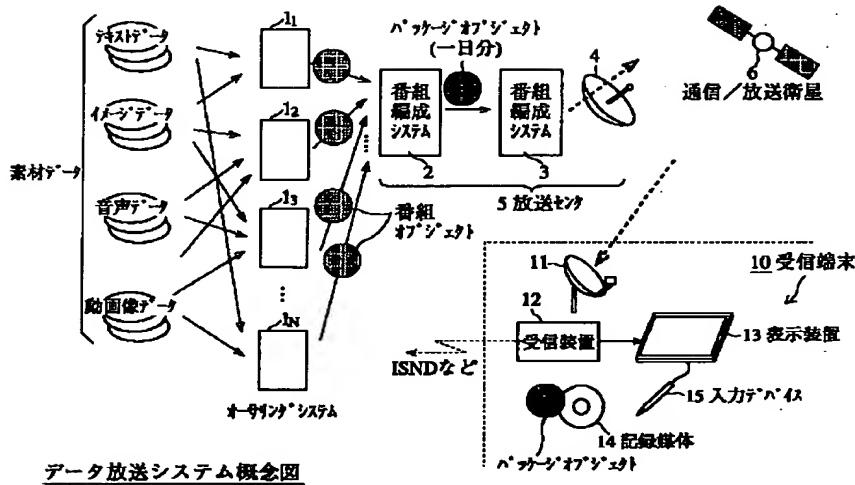 素材データ
テキストデータ
イメージデータ
音声データ
動画像データ
1₁
1₂
1₃
⋮
1_N
オーサリングシステム
番組
オブジェクト
パッケージオブジェクト
(一日分)
番組
編成
システム
2
番組
編成
システム
3
4
5 放送センタ
6
通信／放送衛星
10 受信端末
11
12
受信装置
13 表示装置
ISNDなど
15 入力デバイス
14 記録媒体
パッケージオブジェクト
データ放送システム概念図